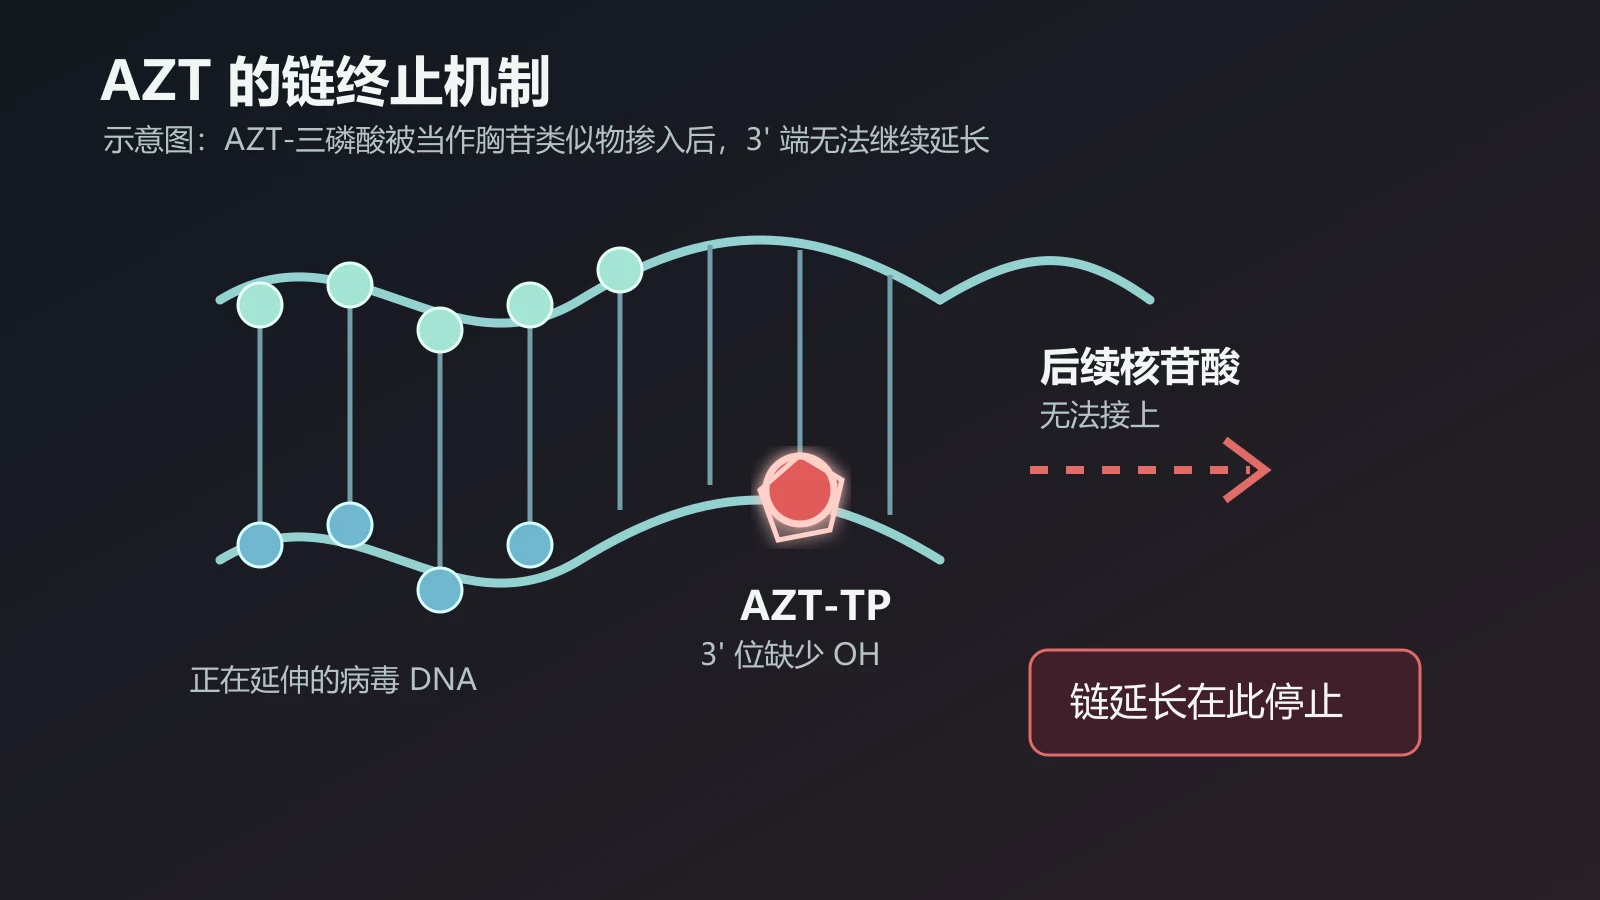 AZT 的链终止机制
示意图：AZT-三磷酸被当作胸苷类似物掺入后，3' 端无法继续延长
后续核苷酸
无法接上
AZT-TP
3' 位缺少 OH
正在延伸的病毒 DNA
链延长在此停止